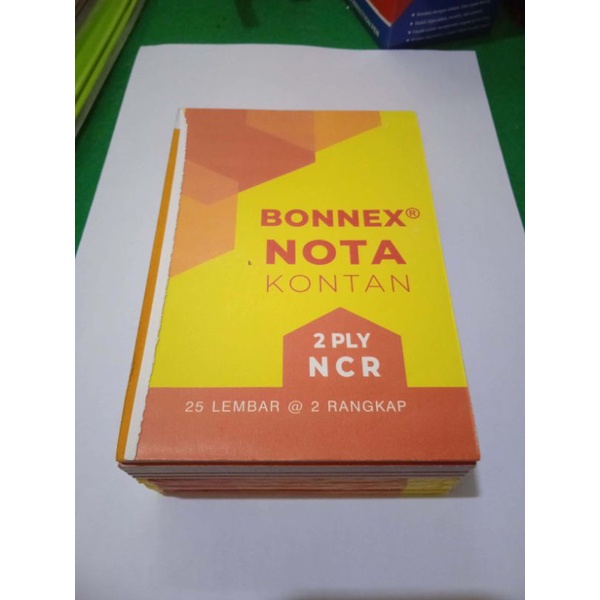 BONNEX®
NOTA
KONTAN
2 PLY
NCR
25 LEMBAR @ 2 RANGKAP